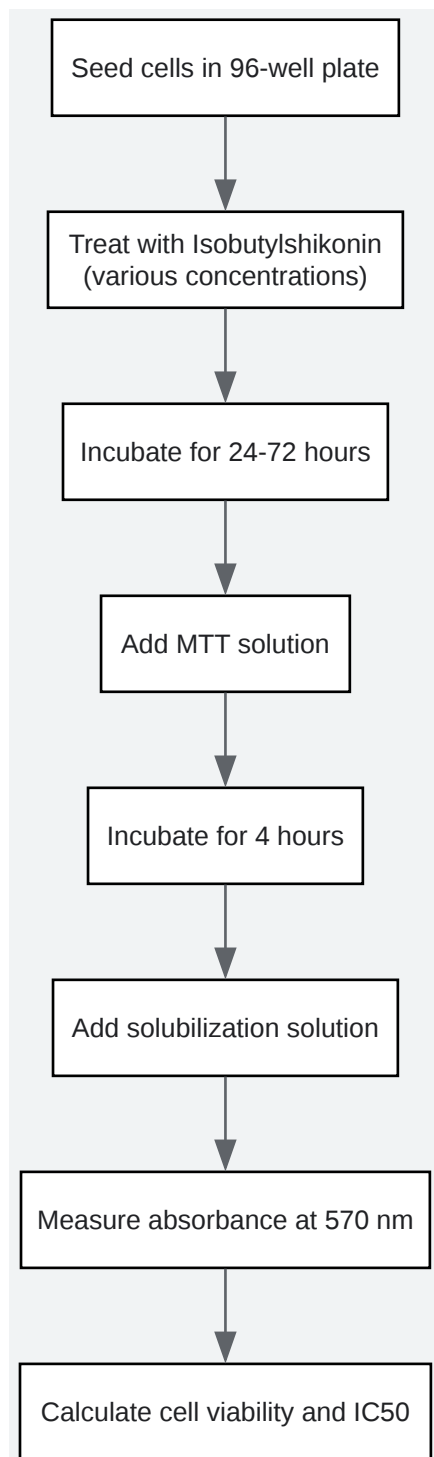 Seed cells in 96-well plate
Treat with Isobutylshikonin
(various concentrations)
Incubate for 24-72 hours
Add MTT solution
Incubate for 4 hours
Add solubilization solution
Measure absorbance at 570 nm
Calculate cell viability and IC50